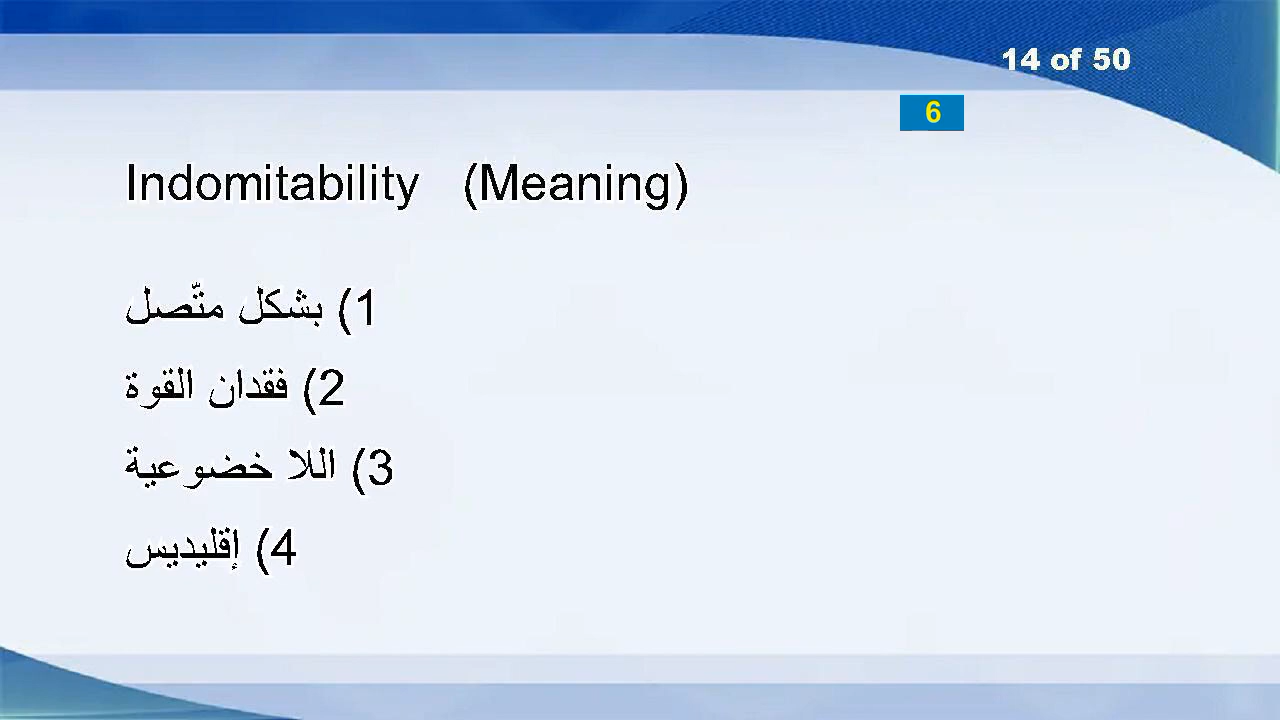 14 of 50
6
Indomitability (Meaning)
1) بشكل متّصل
2) فقدان القوة
3) اللا خضوعية
4) إقليديس